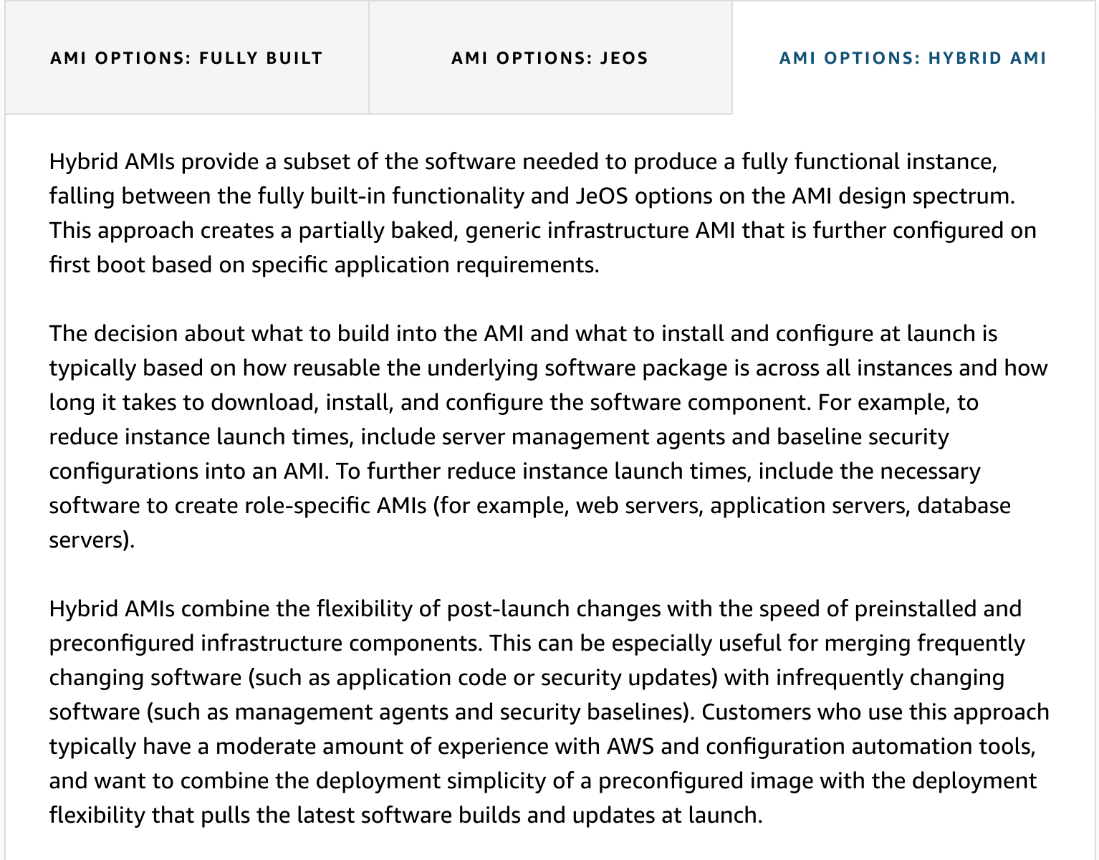 AMI OPTIONS: FULLY BUILT
AMI OPTIONS: JEOS
AMI OPTIONS: HYBRID AMI
Hybrid AMIs provide a subset of the software needed to produce a fully functional instance,
falling between the fully built-in functionality and JeOS options on the AMI design spectrum.
This approach creates a partially baked, generic infrastructure AMI that is further configured on
first boot based on specific application requirements.
The decision about what to build into the AMI and what to install and configure at launch is
typically based on how reusable the underlying software package is across all instances and how
long it takes to download, install, and configure the software component. For example, to
reduce instance launch times, include server management agents and baseline security
configurations into an AMI. To further reduce instance launch times, include the necessary
software to create role-specific AMIs (for example, web servers, application servers, database
servers).
Hybrid AMIs combine the flexibility of post-launch changes with the speed of preinstalled and
preconfigured infrastructure components. This can be especially useful for merging frequently
changing software (such as application code or security updates) with infrequently changing
software (such as management agents and security baselines). Customers who use this approach
typically have a moderate amount of experience with AWS and configuration automation tools,
and want to combine the deployment simplicity of a preconfigured image with the deployment
flexibility that pulls the latest software builds and updates at launch.